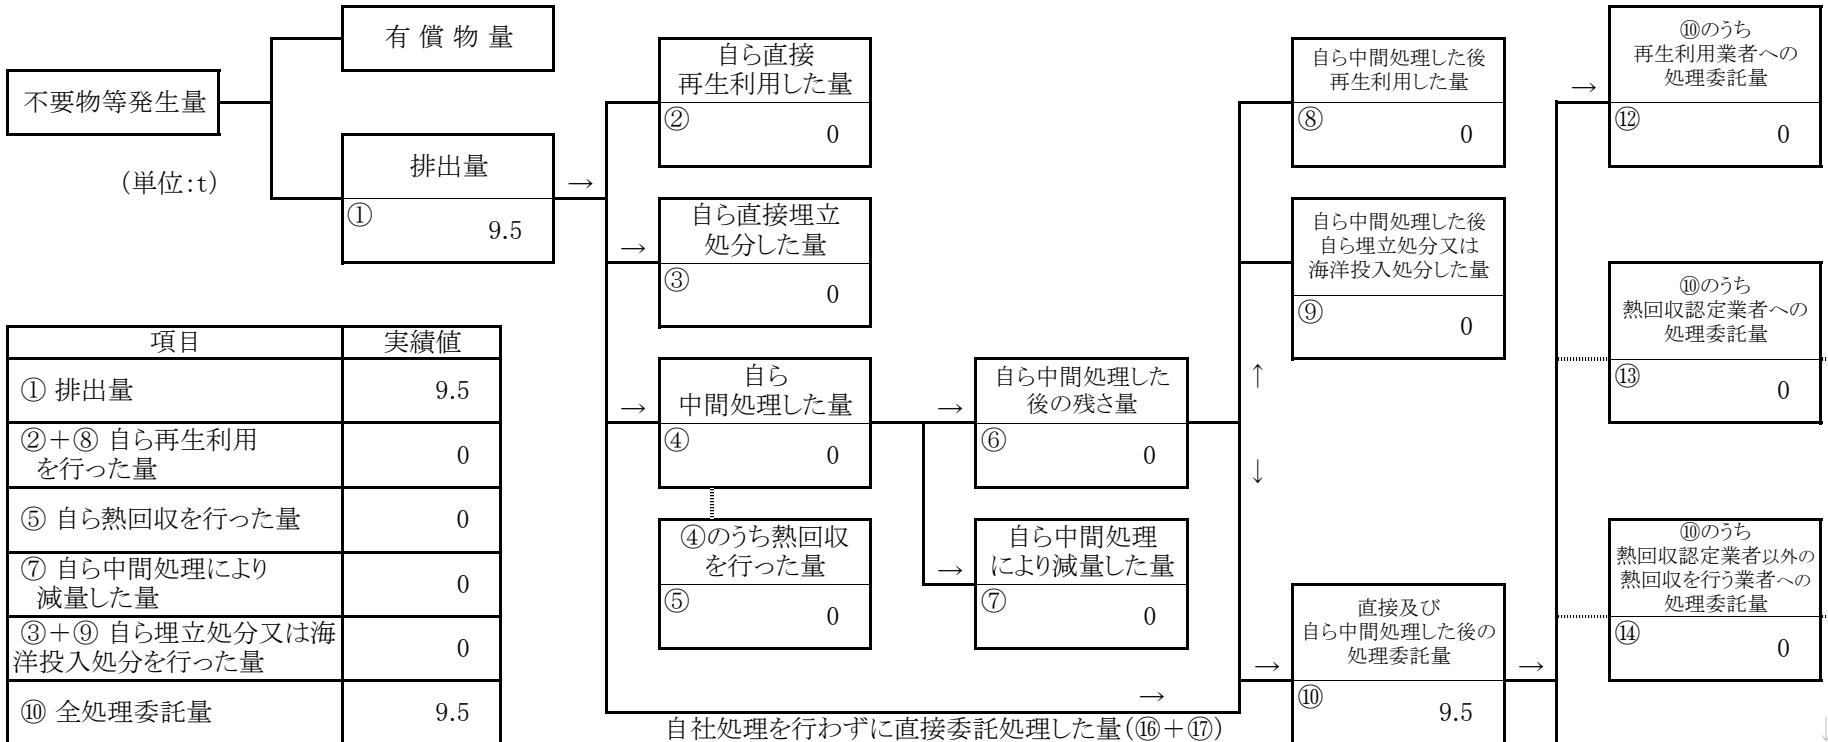 有 償 物 量
不要物等発生量
(単位:t)
排出量
①
9.5
→
自ら直接
再生利用した量
②
0
→
自ら直接埋立
処分した量
③
0
→
自ら
中間処理した量
④
0
④のうち熱回収
を行った量
⑤
0
→
自ら中間処理した
後の残さ量
⑥
0
→
自ら中間処理
により減量した量
⑦
0
自ら中間処理した後
再生利用した量
⑧
0
自ら中間処理した後
自ら埋立処分又は
海洋投入処分した量
⑨
0
↑
↓
→
自社処理を行わずに直接委託処理した量(⑯+⑰)
→
直接及び
自ら中間処理した後の
処理委託量
⑩
9.5
→
→
⑩のうち
再生利用業者への
処理委託量
⑫
0
⑩のうち
熱回収認定業者への
処理委託量
⑬
0
⑩のうち
熱回収認定業者以外の
熱回収を行う業者への
処理委託量
⑭
0
↓
項目 実績値
① 排出量 9.5
②+⑧ 自ら再生利用
を行った量 0
⑤ 自ら熱回収を行った量 0
⑦ 自ら中間処理により
減量した量 0
③+⑨ 自ら埋立処分又は海
洋投入処分を行った量 0
⑩ 全処理委託量 9.5